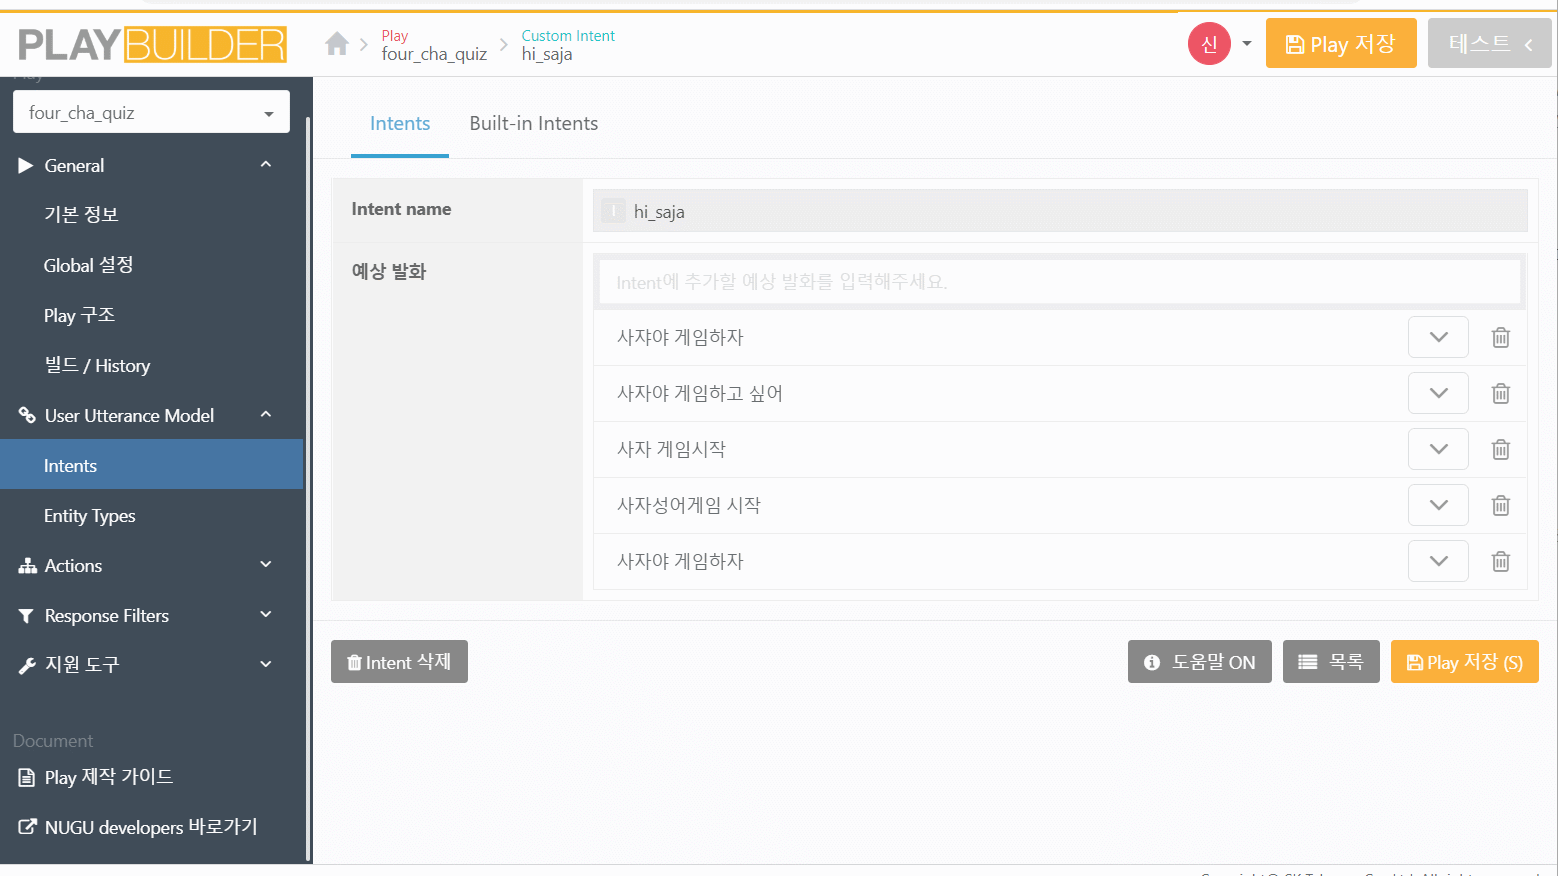 PLAYBUILDER
Play
four_cha_quiz
Custom Intent
hi_saja
신
Play 저장
테스트
Play
four_cha_quiz
General
기본 정보
Global 설정
Play 구조
빌드 / History
User Utterance Model
Intents
Entity Types
Actions
Response Filters
지원 도구
Document
Play 제작 가이드
NUGU developers 바로가기
Intents
Built-in Intents
Intent name
I
hi_saja
예상 발화
Intent에 추가할 예상 발화를 입력해주세요.
사쟈야 게임하자
사자야 게임하고 싶어
사자 게임시작
사자성어게임 시작
사자야 게임하자
Intent 삭제
도움말 ON
목록
Play 저장 (S)